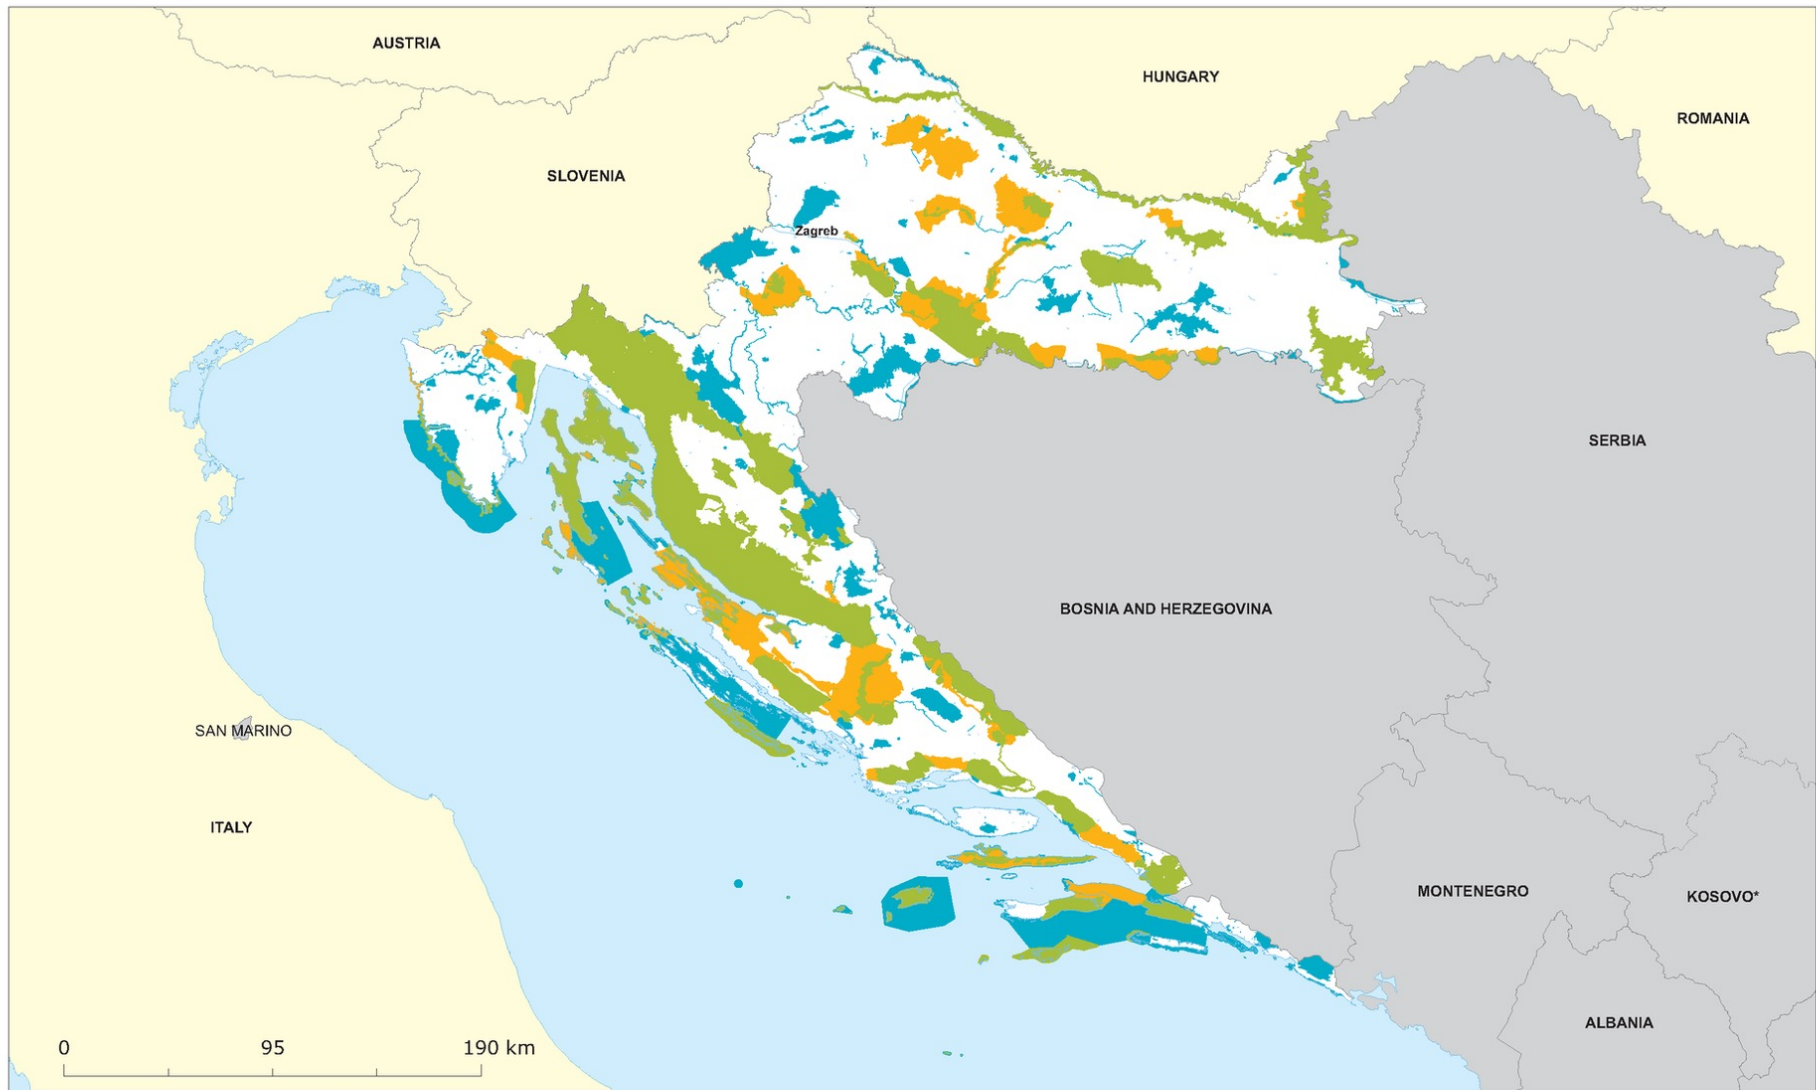 AUSTRIA
HUNGARY
ROMANIA
SLOVENIA
Zagreb
SERBIA
BOSNIA AND HERZEGOVINA
SAN MARINO
ITALY
MONTENEGRO
KOSOVO*
ALBANIA
0 95 190 km